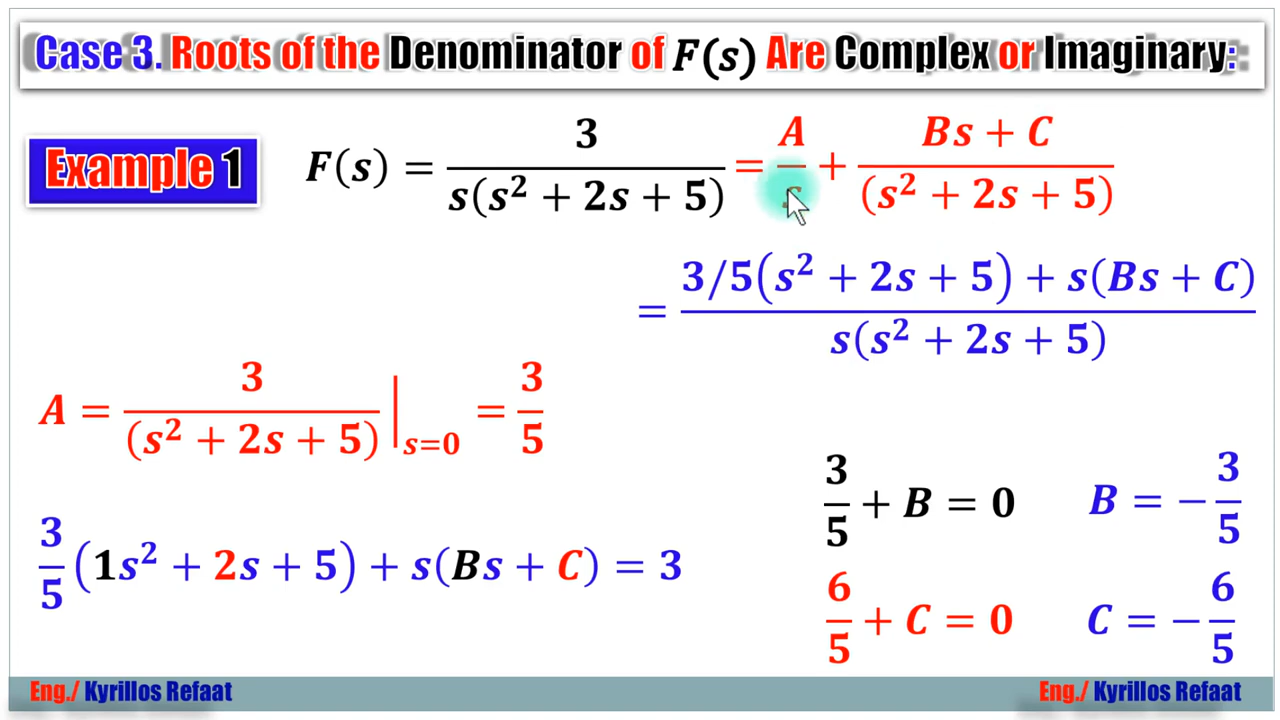 Case 3. Roots of the Denominator of F(s) Are Complex or Imaginary:
Example 1
F(s) = 3 / s(s² + 2s + 5) = A / s + Bs + C / (s² + 2s + 5)
= 3/5(s² + 2s + 5) + s(Bs + C) / s(s² + 2s + 5)
A = 3 / (s² + 2s + 5) |s=0 = 3/5
3/5 + B = 0 B = − 3/5
3/5 (1s² + 2s + 5) + s(Bs + C) = 3
6/5 + C = 0 C = − 6/5
Eng./ Kyrillos Refaat
Eng./ Kyrillos Refaat